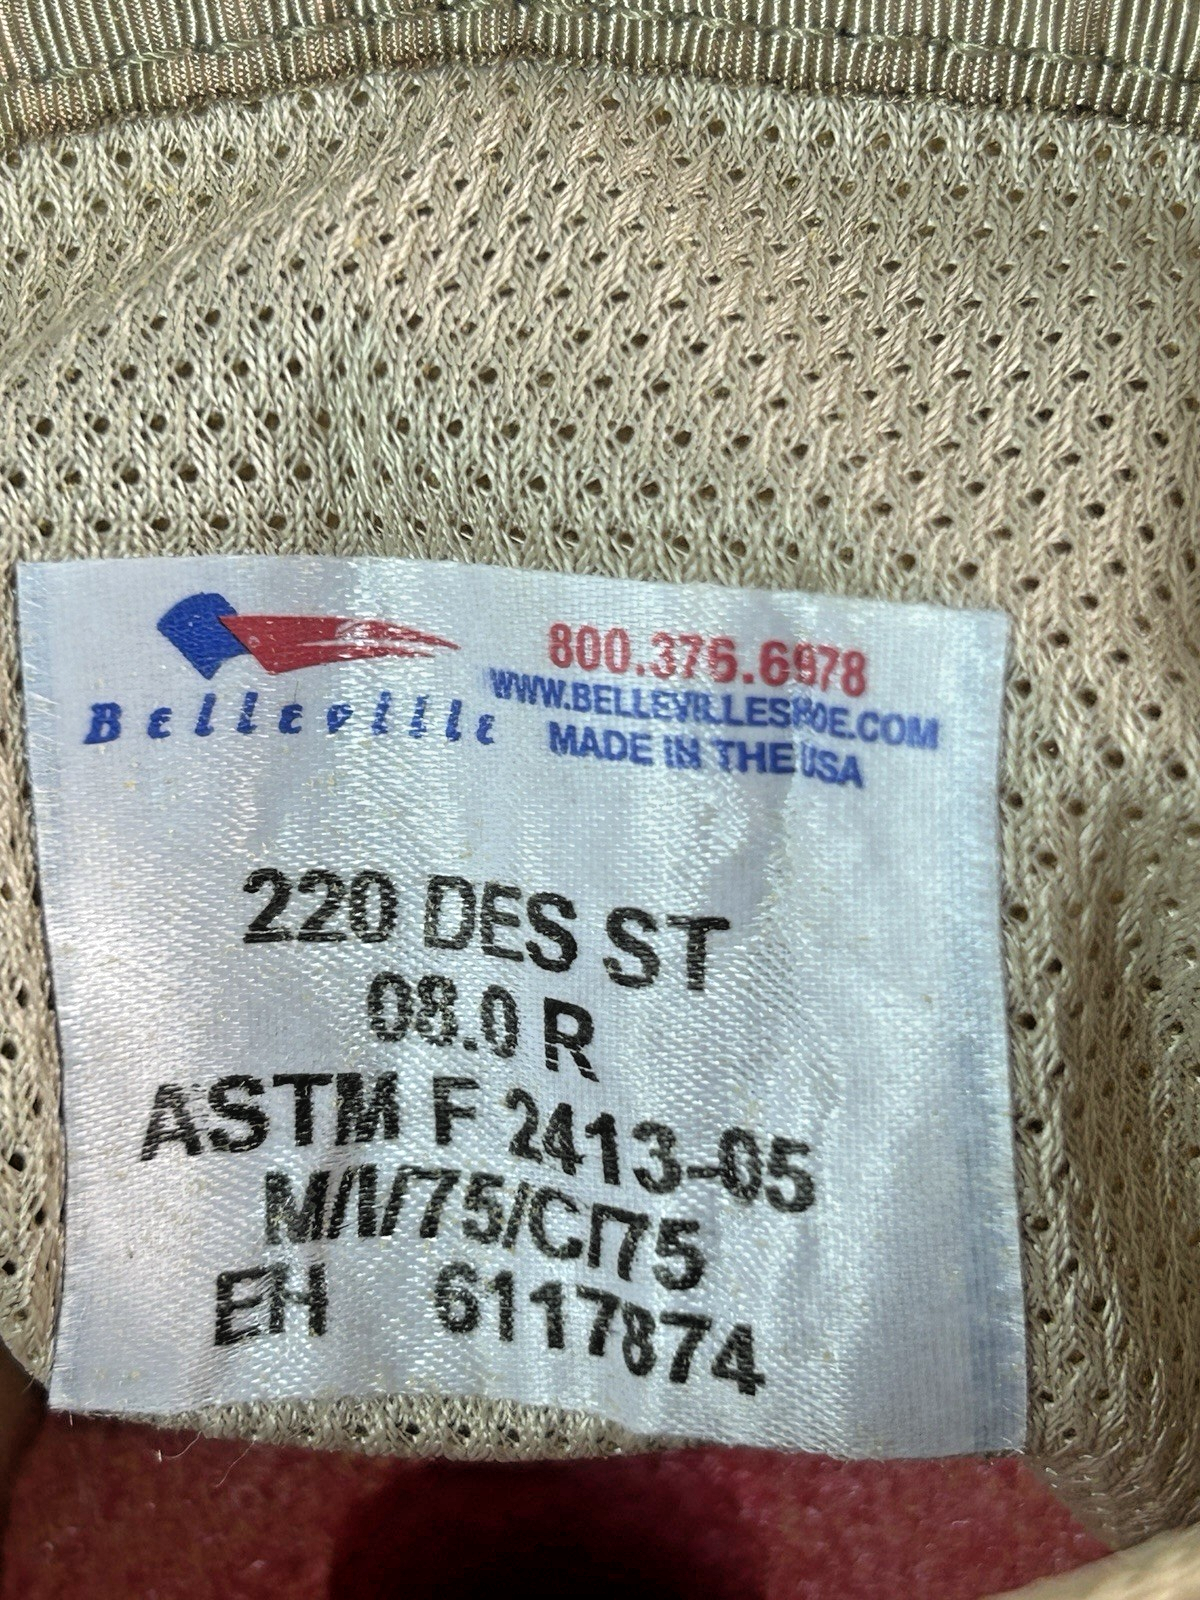 800.376.6978
WWW.BELLEVILLESHOE.COM
Belleville
MADE IN THE USA
220 DES ST
08.0 R
ASTM F 2413-05
M/I/75/C/75
EH 6117874